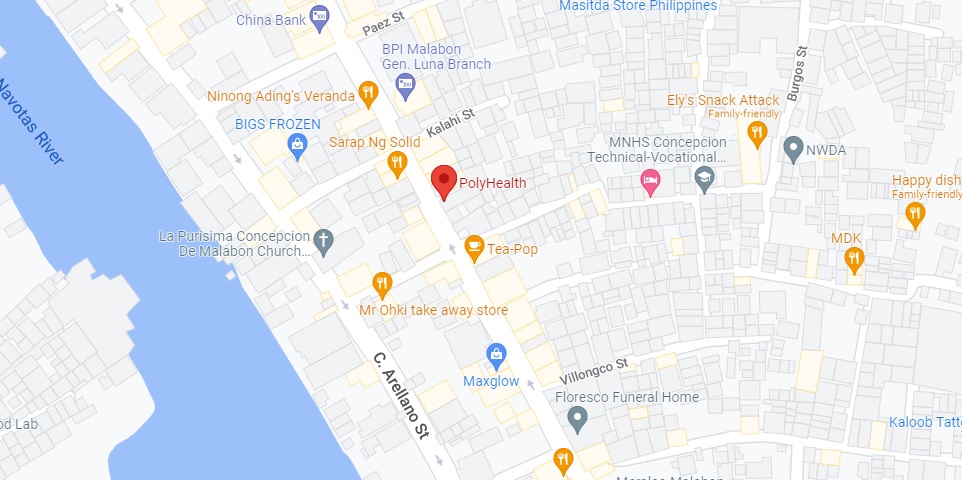 Masitda Store Philippines
China Bank
Paez St
BPI Malabon
Gen. Luna Branch
Burgos St
Navotas River
Ninong Ading's Veranda
Ely's Snack Attack
Family-friendly
BIGS FROZEN
Kalahi St
Sarap Ng Solid
MNHS Concepcion
Technical-Vocational...
NWDA
PolyHealth
Happy dish
Family-friendly
La Purisima Concepcion
De Malabon Church...
Tea-Pop
MDK
Mr Ohki take away store
C. Arellano St
Maxglow
Villongco St
Floresco Funeral Home
od Lab
Kaloob Tatt